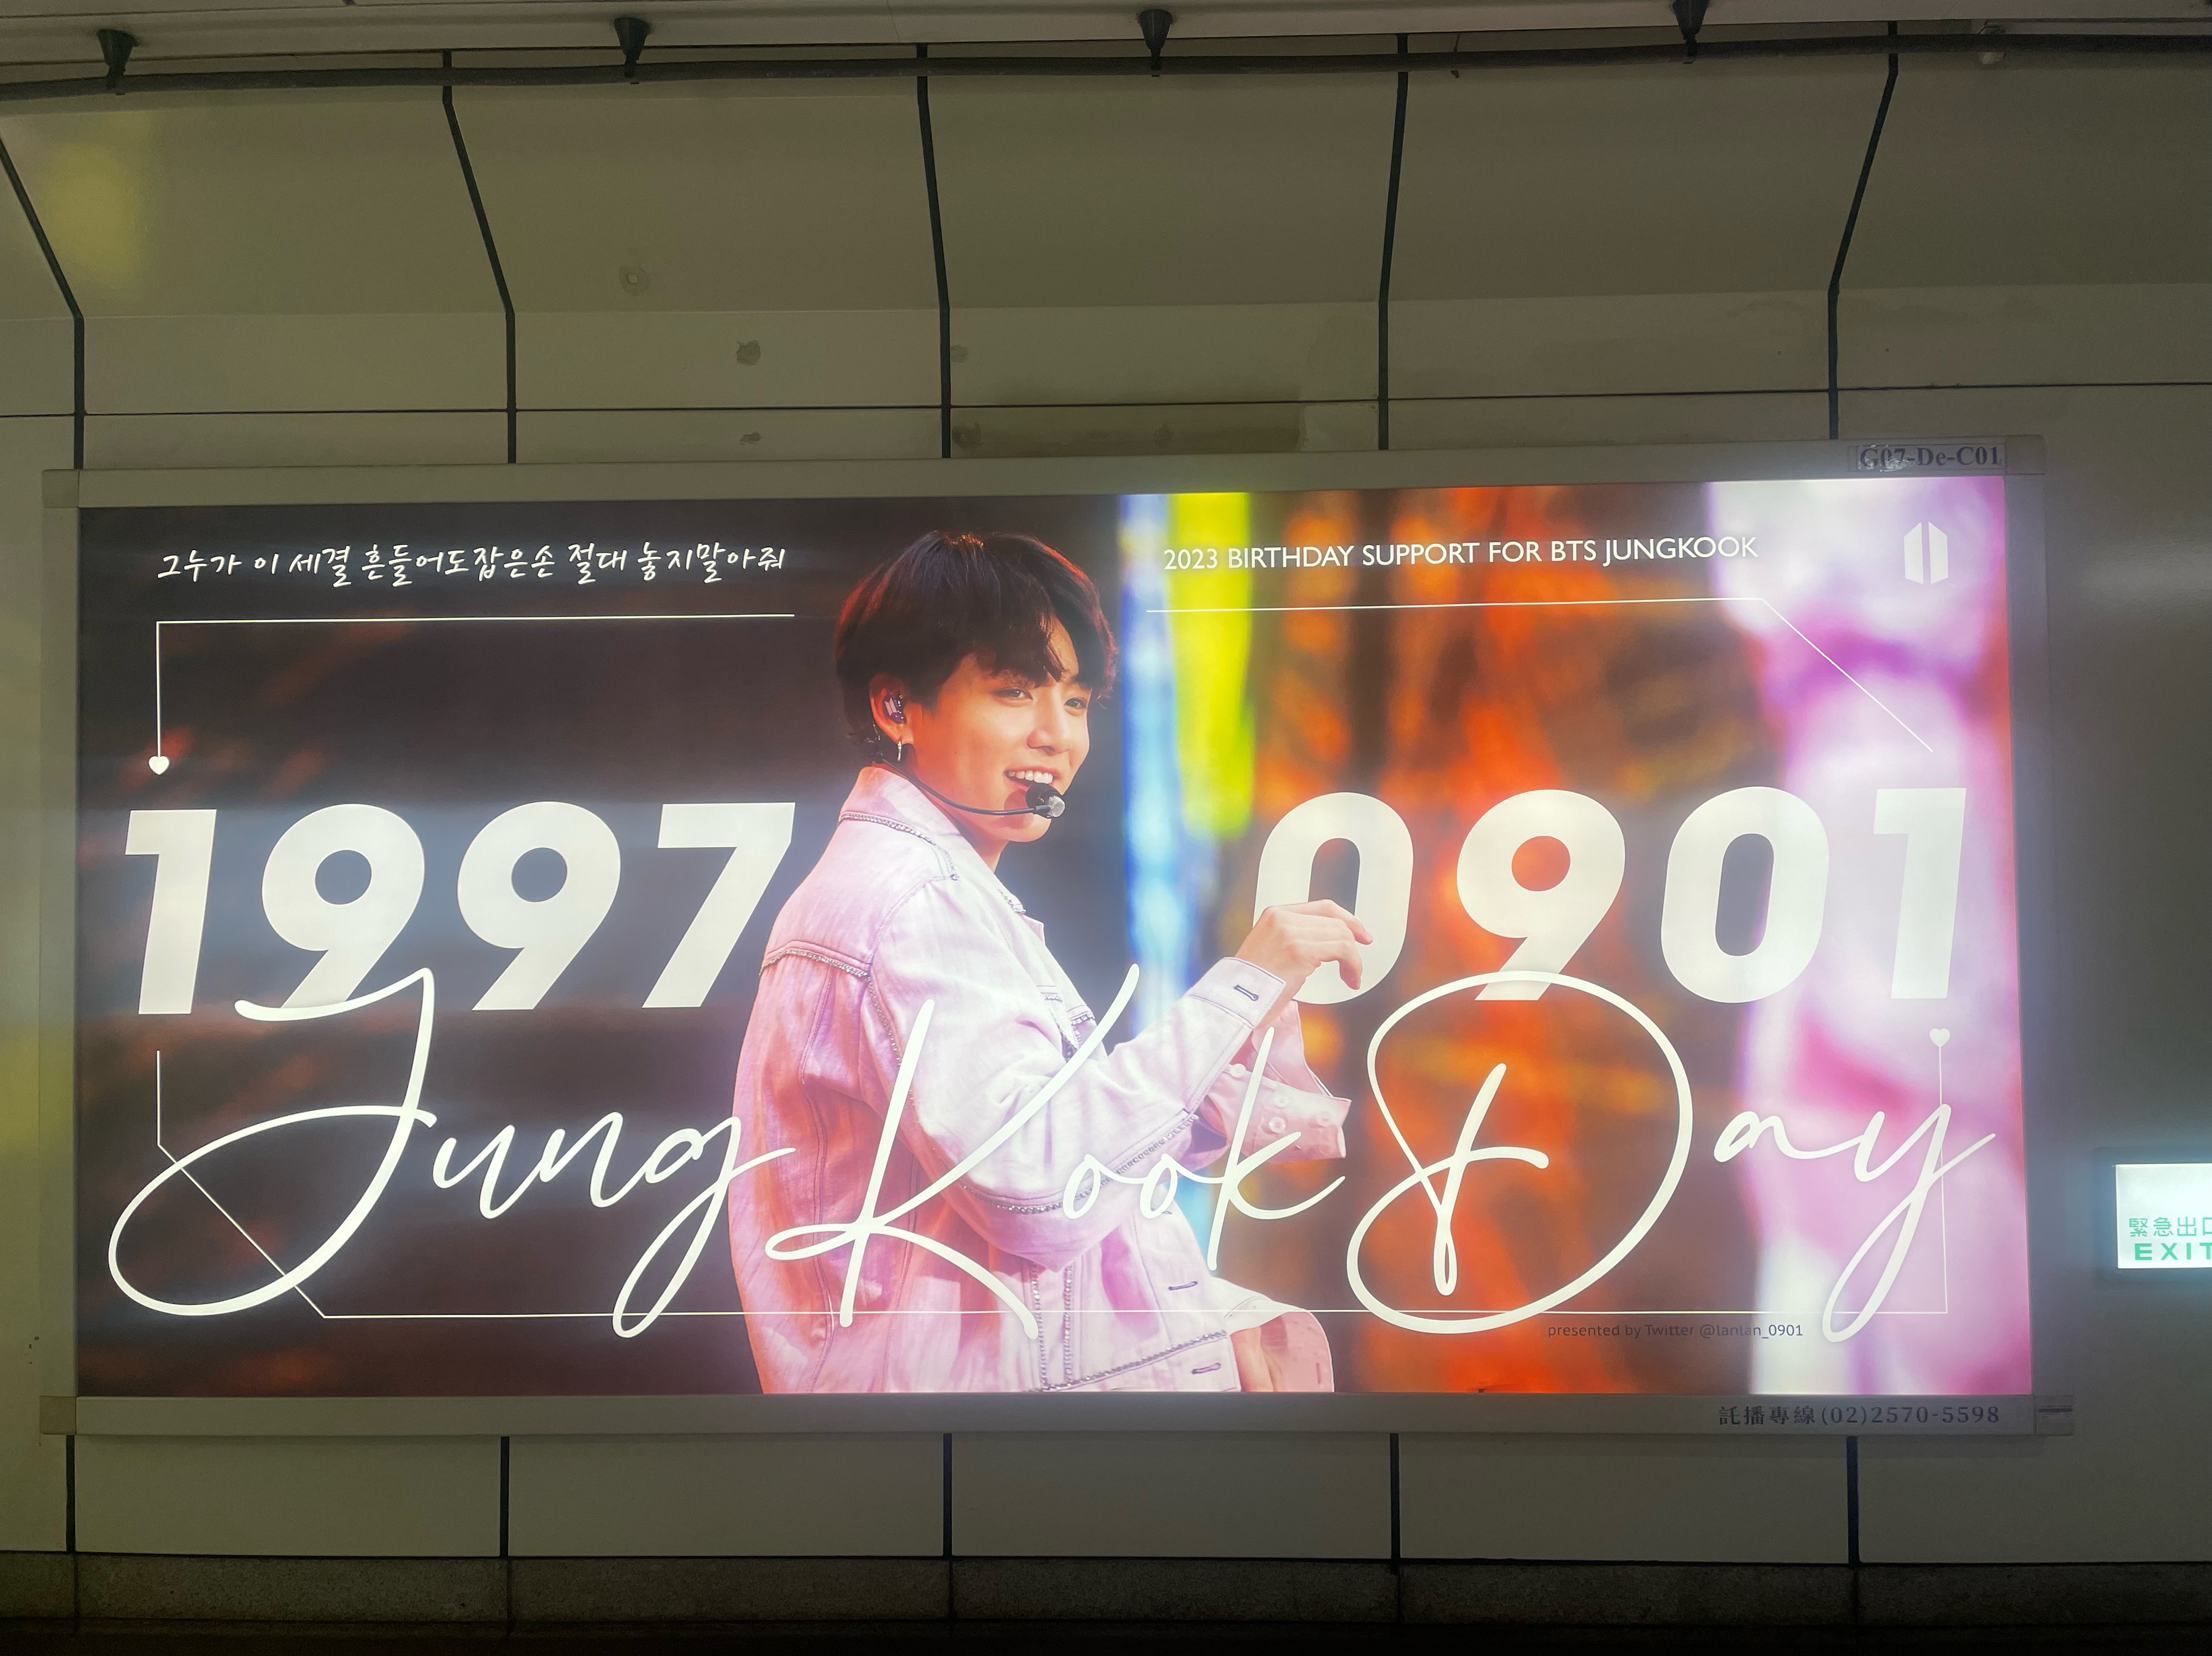 G07-De-C01
그누가 이 세결 흔들어도잡은손 절대 놓지말아줘
2023 BIRTHDAY SUPPORT FOR BTS JUNGKOOK
1997 0901
Jung Kook Day
presented by Twitter @lanlan_0901
託播專線(02)2570-5598
緊急出口
EXIT